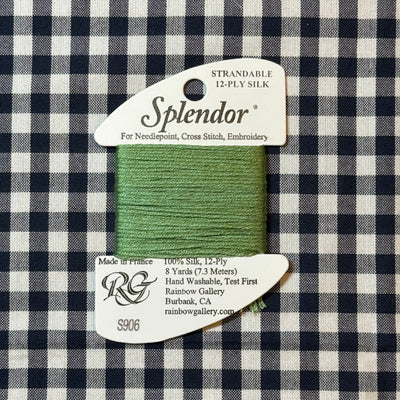 STRANDABLE
12-PLY SILK
Splendor ®
For Needlepoint, Cross Stitch, Embroidery
Made in France
100% Silk, 12-Ply
8 Yards (7.3 Meters)
Hand Washable, Test First
Rainbow Gallery
Burbank, CA
rainbowgallery.com
RG
S906